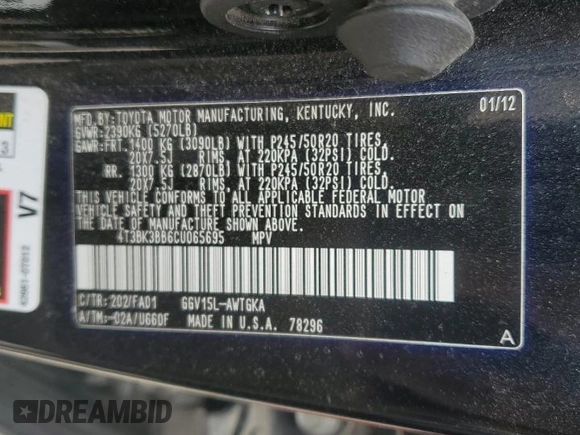 MFD.BY:TOYOTA MOTOR MANUFACTURING, KENTUCKY, INC. 01/12
GVWR:2390KG (5270LB)
GAWR:FRT.1400 KG (3090LB) WITH P245/50R20 TIRES,
20X7.5J RIMS, AT 220KPA (32PSI) COLD.
RR. 1300 KG (2870LB) WITH P245/50R20 TIRES,
20X7.5J RIMS, AT 220KPA (32PSI) COLD.
THIS VEHICLE CONFORMS TO ALL APPLICABLE FEDERAL MOTOR
VEHICLE SAFETY AND THEFT PREVENTION STANDARDS IN EFFECT ON
THE DATE OF MANUFACTURE SHOWN ABOVE.
4T3BK3BB6CU065695 MPV
C/TR:202/FA01 GGV15L-AWTGKA
A/TM:-02A/U660F MADE IN U.S.A. 78296
A
3
V7
DREAMBID